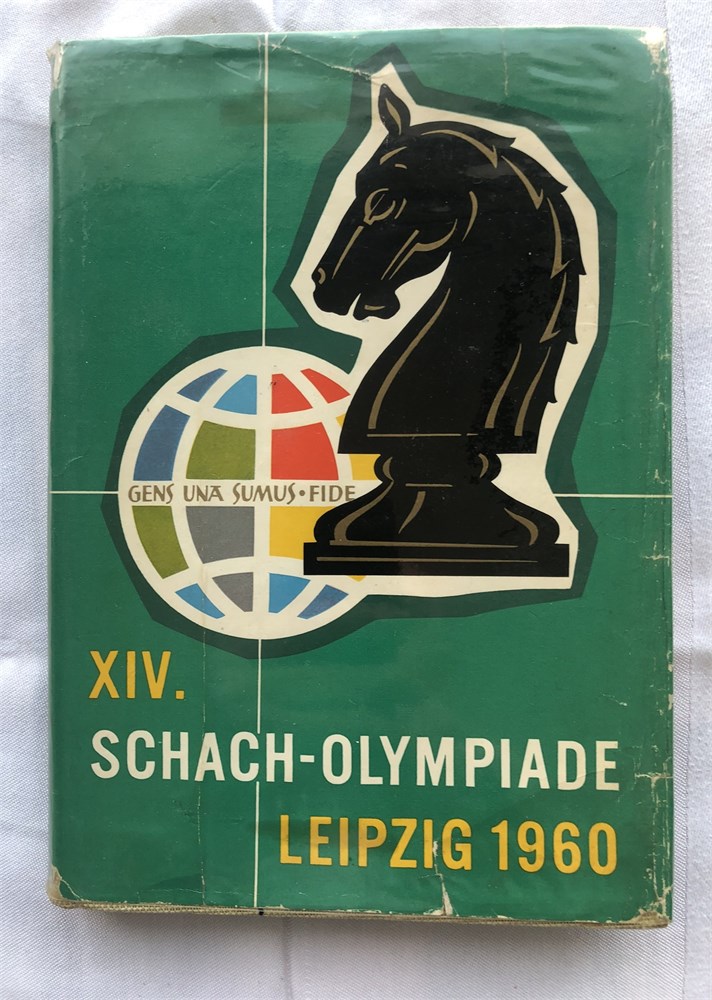 GENS UNA SUMUS•FIDE
XIV.
SCHACH-OLYMPIADE
LEIPZIG 1960